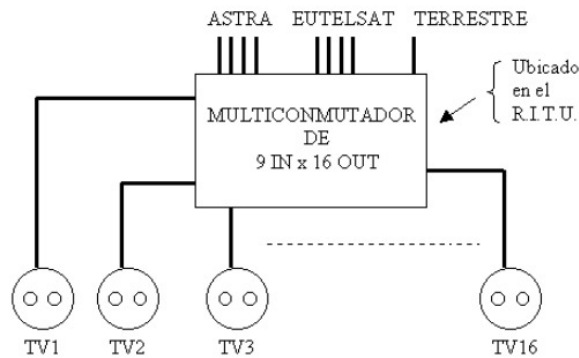 ASTRA EUTELSAT TERRESTRE
MULTICONMUTADOR
DE
9 IN x 16 OUT
Ubicado
en el
R.I.T.U.
TV1 TV2 TV3 TV16